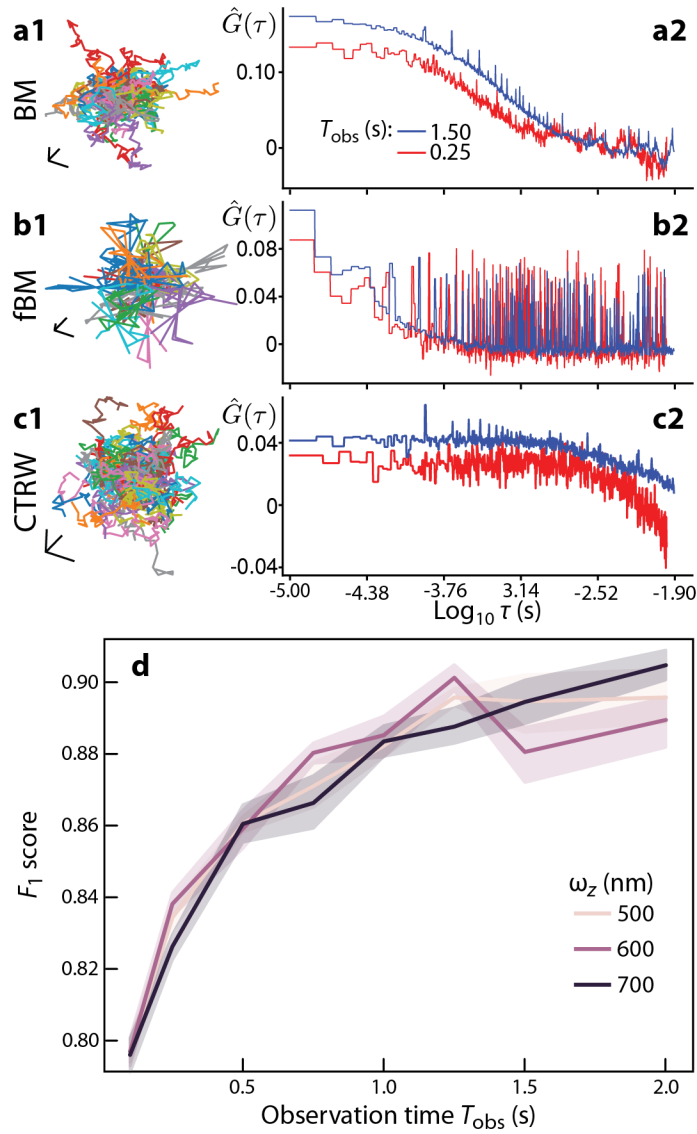 a1
BM
Ĝ(τ)
a2
0.10
0
T_obs (s):
1.50
0.25
b1
fBM
Ĝ(τ)
b2
0.08
0.04
0
c1
CTRW
Ĝ(τ)
c2
0.04
0
-0.04
-5.00 -4.38 -3.76 3.14 -2.52 -1.90
Log₁₀ τ (s)
d
0.90
0.88
0.86
0.84
0.82
0.80
F₁ score
ω_z (nm)
500
600
700
0.5 1.0 1.5 2.0
Observation time T_obs (s)